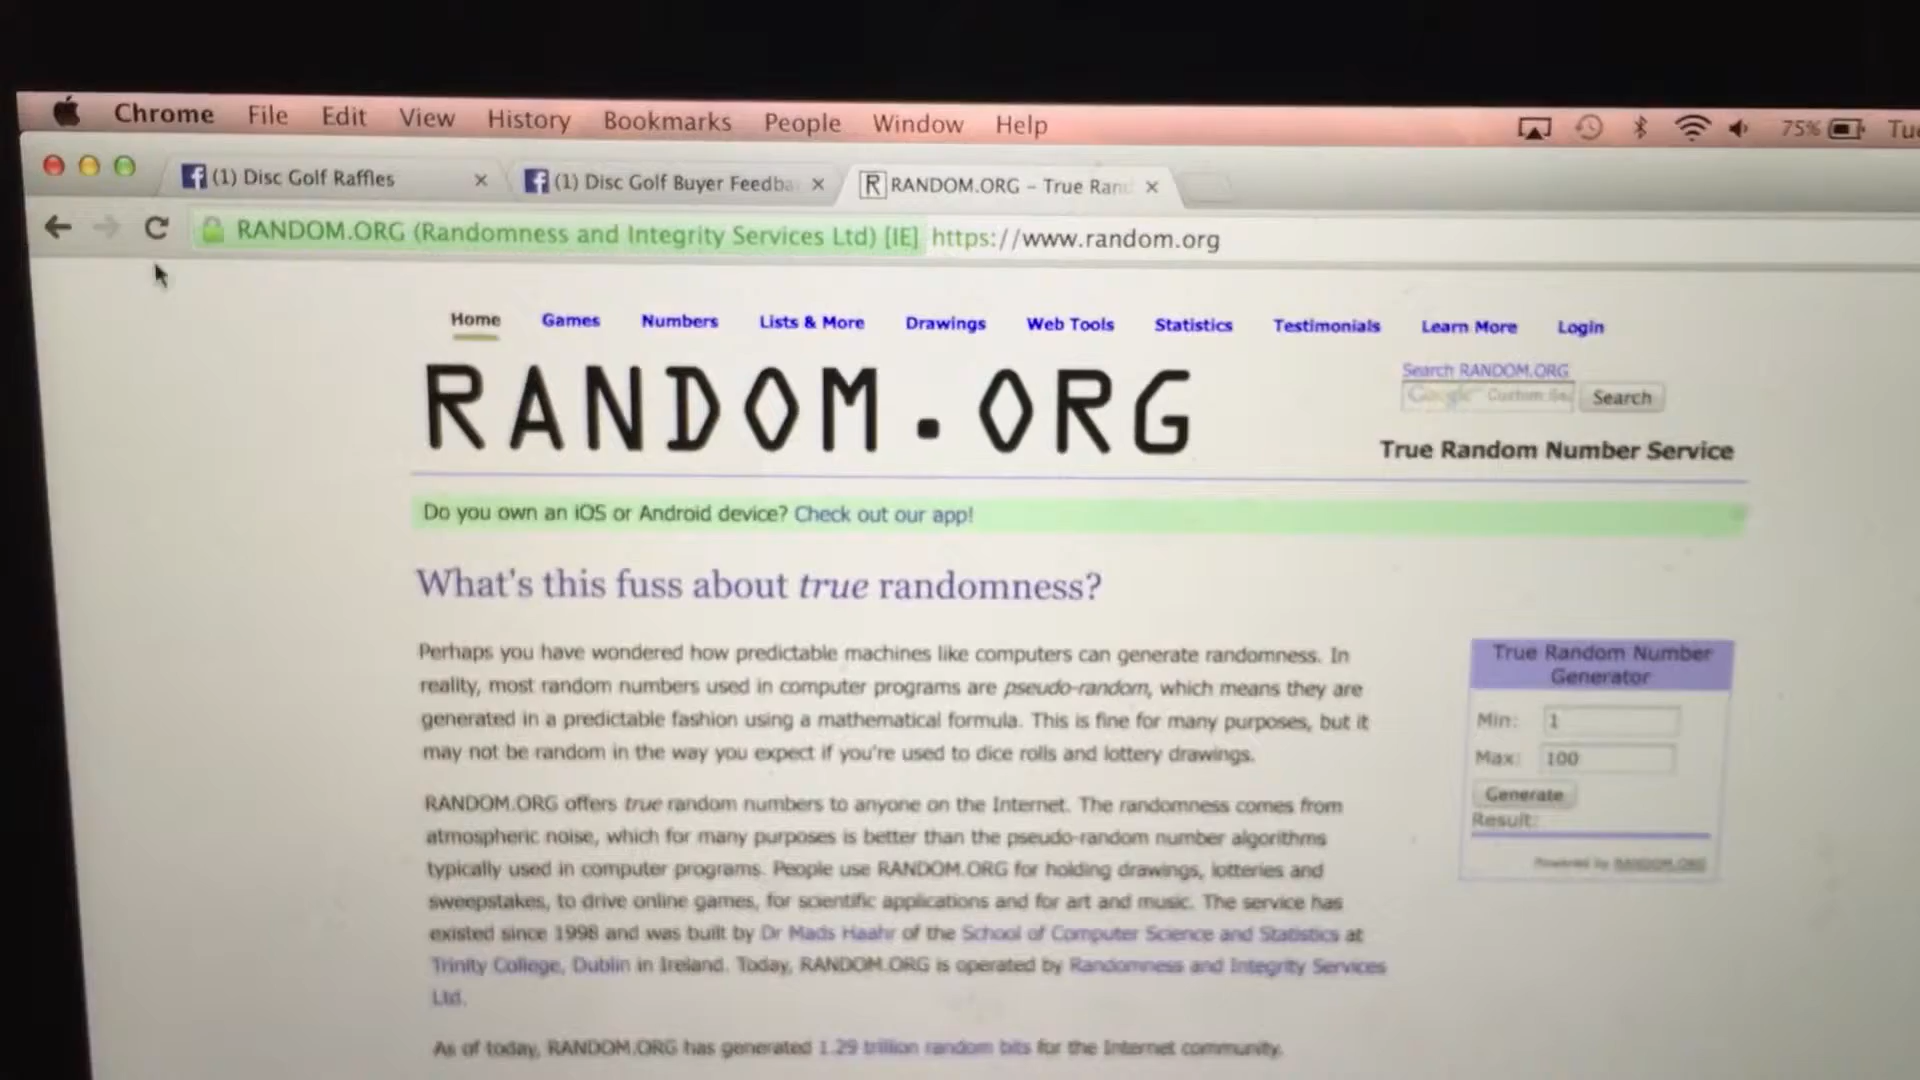 Chrome File Edit View History Bookmarks People Window Help 75%
(1) Disc Golf Raffles (1) Disc Golf Buyer Feedba RANDOM.ORG – True Ran
RANDOM.ORG (Randomness and Integrity Services Ltd) [IE] https://www.random.org
Home Games Numbers Lists & More Drawings Web Tools Statistics Testimonials Learn More Login
RANDOM.ORG
Search RANDOM.ORG
Google Custom Search
True Random Number Service
Do you own an iOS or Android device? Check out our app!
What's this fuss about true randomness?
Perhaps you have wondered how predictable machines like computers can generate randomness. In
reality, most random numbers used in computer programs are pseudo-random, which means they are
generated in a predictable fashion using a mathematical formula. This is fine for many purposes, but it
may not be random in the way you expect if you're used to dice rolls and lottery drawings.
RANDOM.ORG offers true random numbers to anyone on the Internet. The randomness comes from
atmospheric noise, which for many purposes is better than the pseudo-random number algorithms
typically used in computer programs. People use RANDOM.ORG for holding drawings, lotteries and
sweepstakes, to drive online games, for scientific applications and for art and music. The service has
existed since 1998 and was built by Dr Mads Haahr of the School of Computer Science and Statistics at
Trinity College, Dublin in Ireland. Today, RANDOM.ORG is operated by Randomness and Integrity Services
Ltd.
As of today, RANDOM.ORG has generated 1.29 trillion random bits for the Internet community.
True Random Number
Generator
Min: 1
Max: 100
Generate
Result:
Powered by RANDOM.ORG